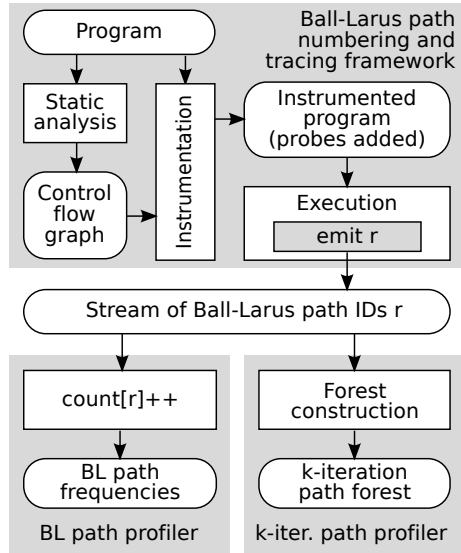 Program
Ball-Larus path
numbering and
tracing framework
Static
analysis
Control
flow
graph
Instrumentation
Instrumented
program
(probes added)
Execution
emit r
Stream of Ball-Larus path IDs r
count[r]++
BL path
frequencies
BL path profiler
Forest
construction
k-iteration
path forest
k-iter. path profiler